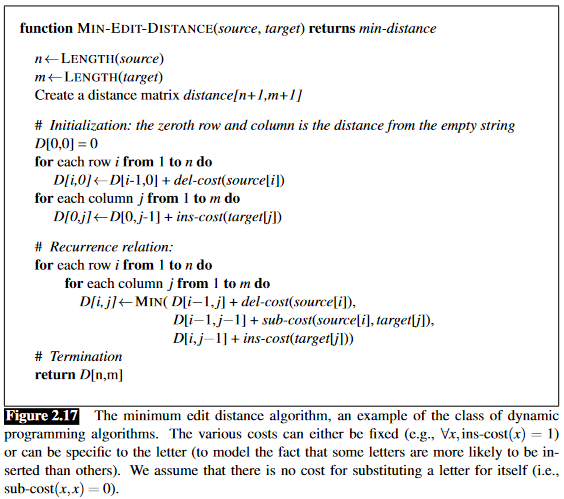 function MIN-EDIT-DISTANCE(source, target) returns min-distance
n←LENGTH(source)
m←LENGTH(target)
Create a distance matrix distance[n+1,m+1]
# Initialization: the zeroth row and column is the distance from the empty string
D[0,0] = 0
for each row i from 1 to n do
D[i,0]←D[i-1,0] + del-cost(source[i])
for each column j from 1 to m do
D[0,j]←D[0,j-1] + ins-cost(target[j])
# Recurrence relation:
for each row i from 1 to n do
for each column j from 1 to m do
D[i,j]←MIN( D[i−1,j] + del-cost(source[i]),
D[i−1,j−1] + sub-cost(source[i],target[j]),
D[i,j−1] + ins-cost(target[j]))
# Termination
return D[n,m]
Figure 2.17 The minimum edit distance algorithm, an example of the class of dynamic
programming algorithms. The various costs can either be fixed (e.g., ∀x,ins-cost(x) = 1)
or can be specific to the letter (to model the fact that some letters are more likely to be in-
serted than others). We assume that there is no cost for substituting a letter for itself (i.e.,
sub-cost(x,x) = 0).